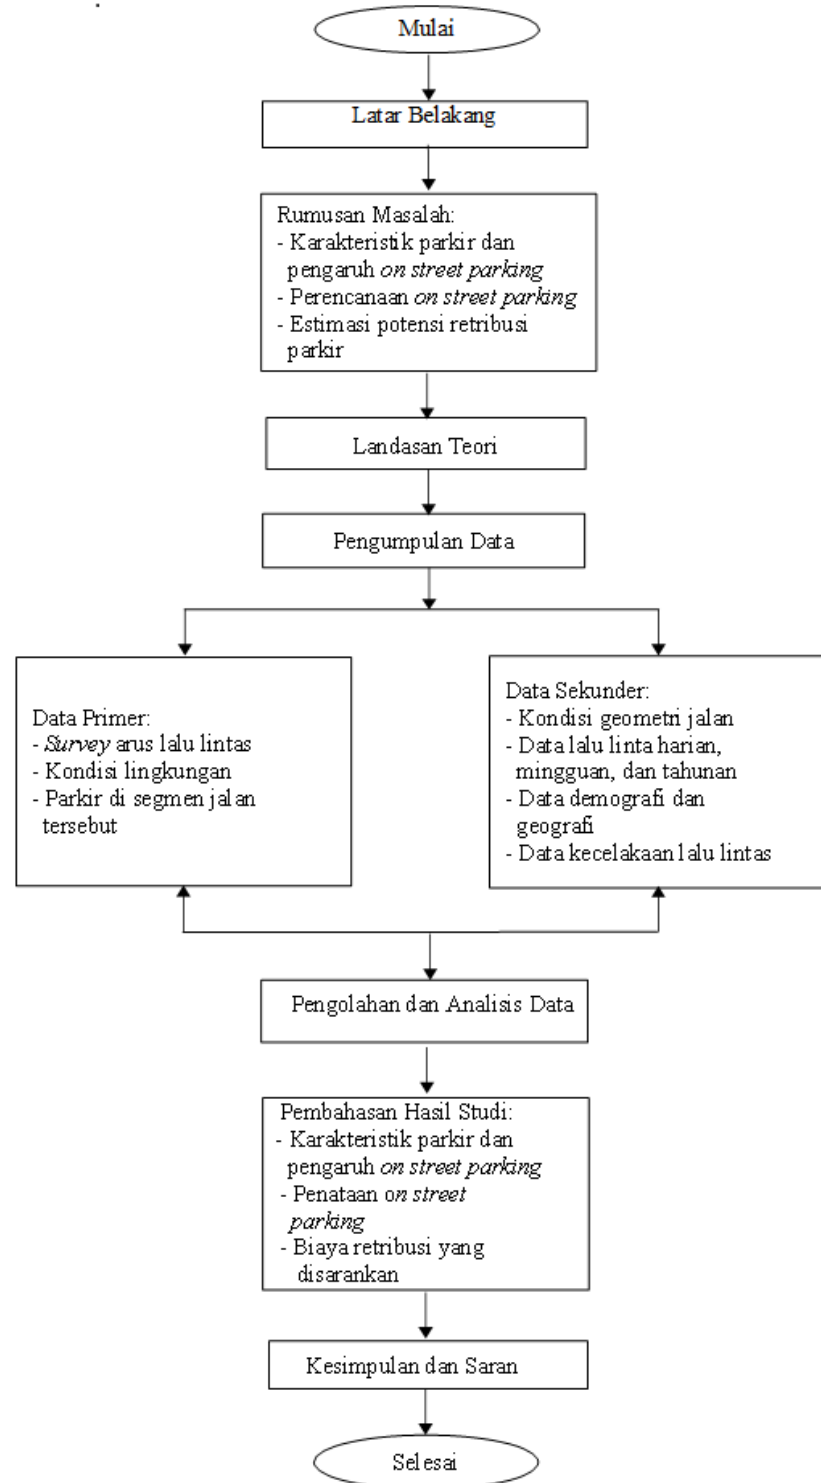 Mulai
Latar Belakang
Rumusan Masalah:
- Karakteristik parkir dan
pengaruh on street parking
- Perencanaan on street parking
- Estimasi potensi retribusi
parkir
Landasan Teori
Pengumpulan Data
Data Primer:
- Survey arus lalu lintas
- Kondisi lingkungan
- Parkir di segmen jalan
tersebut
Data Sekunder:
- Kondisi geometri jalan
- Data lalu linta harian,
mingguan, dan tahunan
- Data demografi dan
geografi
- Data kecelakaan lalu lintas
Pengolahan dan Analisis Data
Pembahasan Hasil Studi:
- Karakteristik parkir dan
pengaruh on street parking
- Penataan on street
parking
- Biaya retribusi yang
disarankan
Kesimpulan dan Saran
Selesai